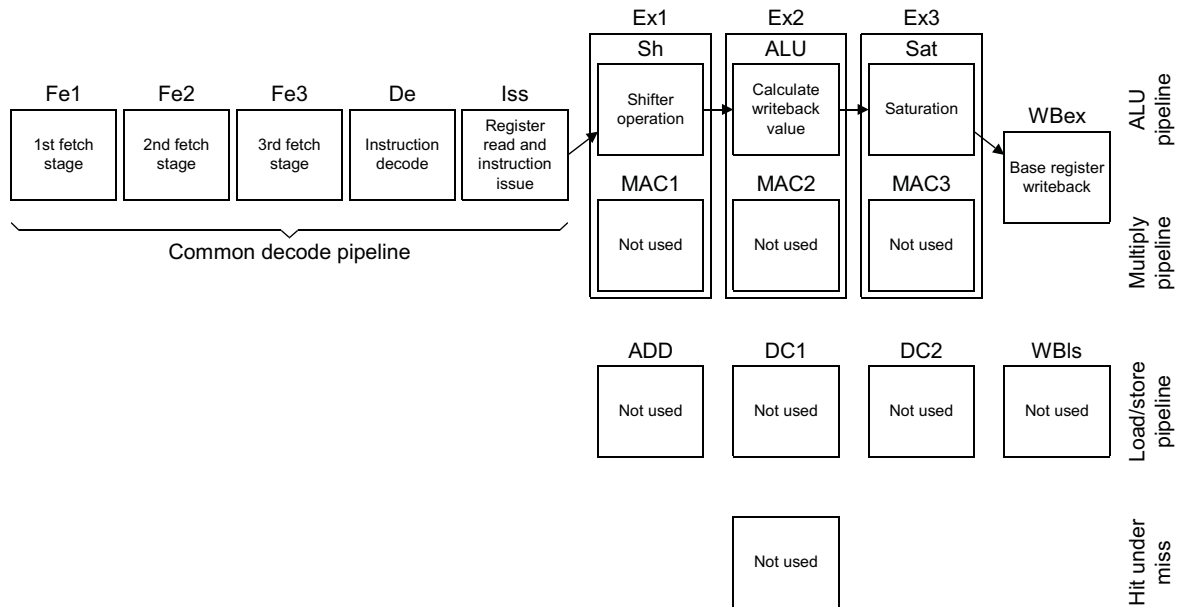 Ex1 Ex2 Ex3
Sh ALU Sat
Fe1 Fe2 Fe3 De Iss
WBex
1st fetch
stage
2nd fetch
stage
3rd fetch
stage
Instruction
decode
Register
read and
instruction
issue
Shifter
operation
Calculate
writeback
value
Saturation
Base register
writeback
ALU
pipeline
Common decode pipeline
MAC1 MAC2 MAC3
Not used Not used Not used
Multiply
pipeline
ADD DC1 DC2 WBls
Not used Not used Not used Not used
Load/store
pipeline
Not used
Hit under
miss